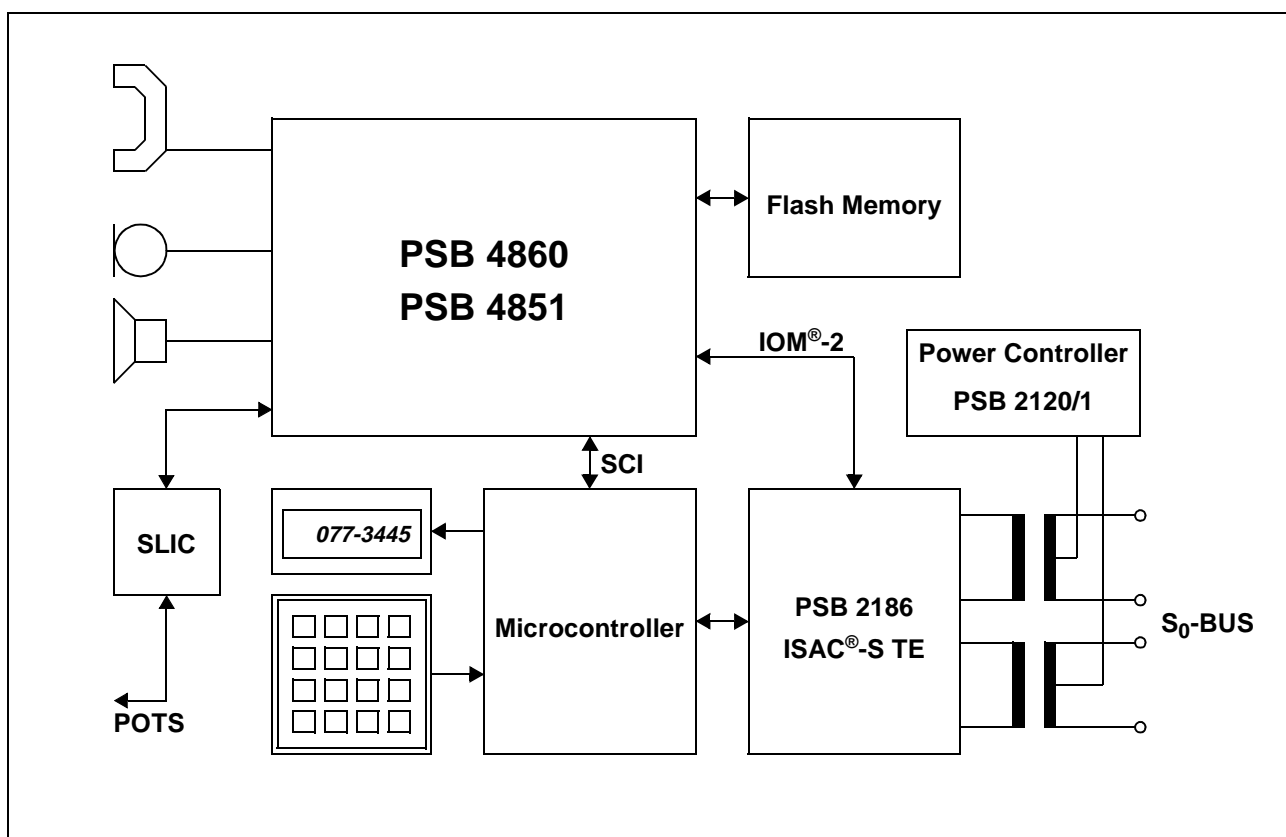 PSB 4860
PSB 4851
Flash Memory
IOM®-2
Power Controller
PSB 2120/1
SCI
SLIC
077-3445
Microcontroller
PSB 2186
ISAC®-S TE
S₀-BUS
POTS